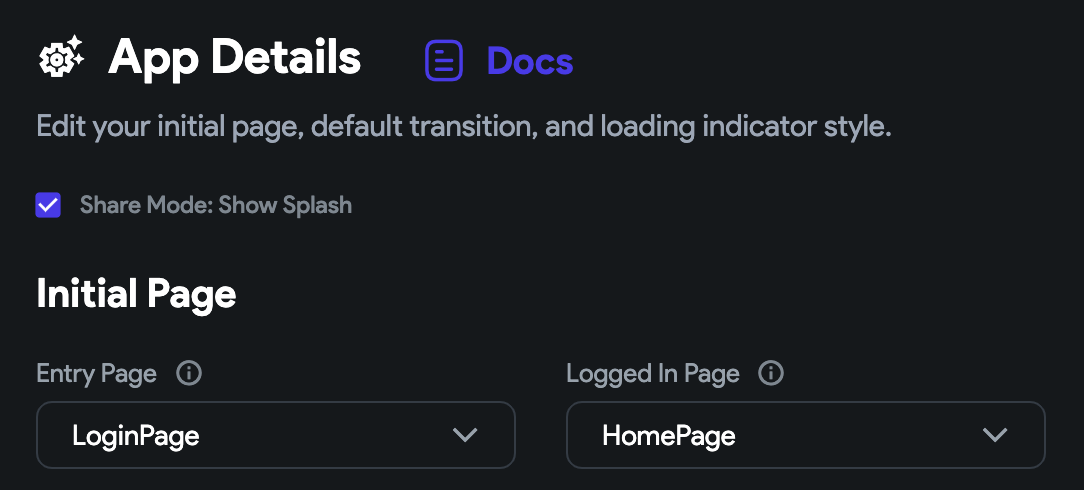 App Details Docs
Edit your initial page, default transition, and loading indicator style.
Share Mode: Show Splash
Initial Page
Entry Page Logged In Page
LoginPage HomePage